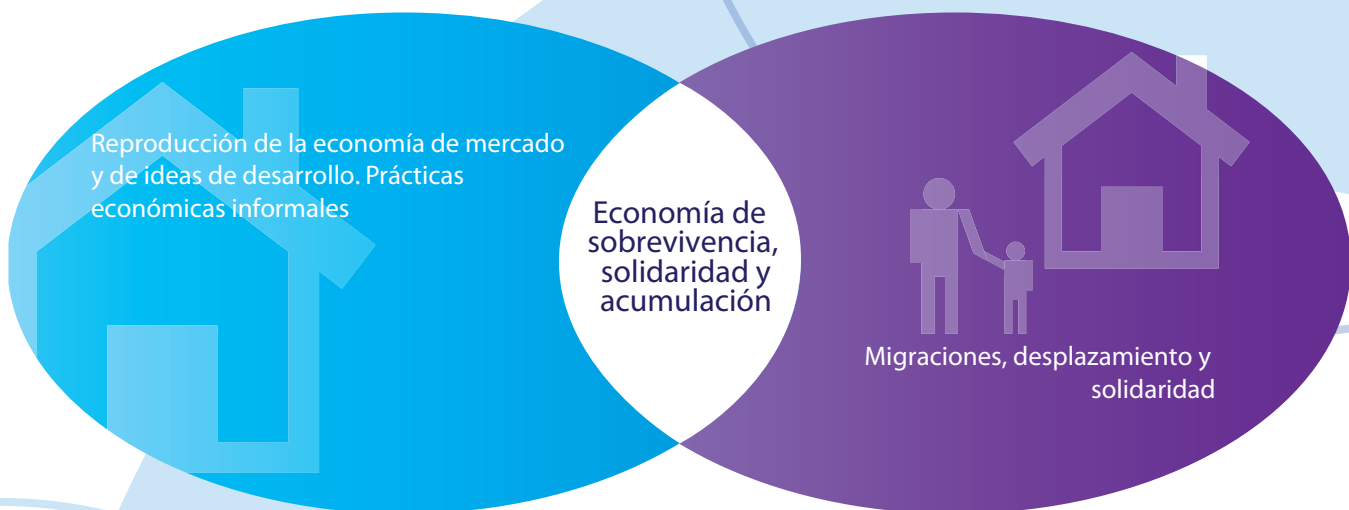 Reproducción de la economía de mercado
y de ideas de desarrollo. Prácticas
económicas informales
Economía de
sobrevivencia,
solidaridad y
acumulación
Migraciones, desplazamiento y
solidaridad